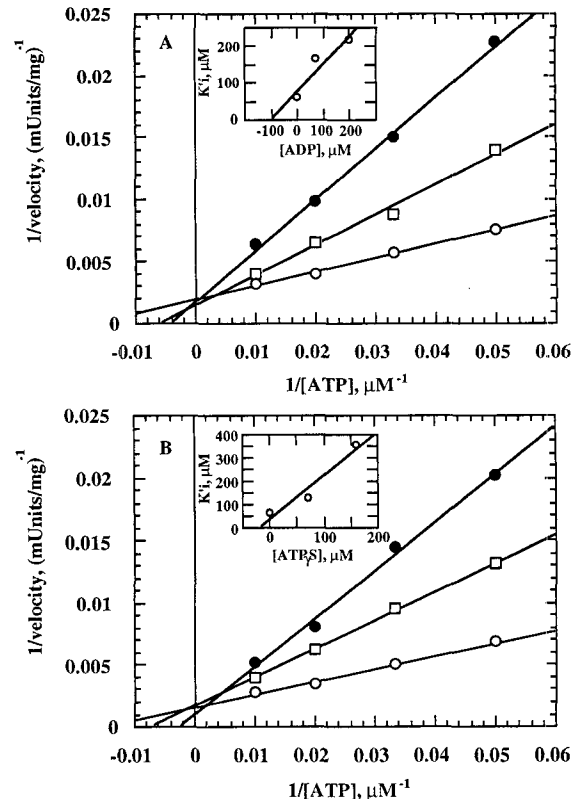 A
1/velocity, (mUnits/mg)-1
0.025
0.02
0.015
0.01
0.005
0
K'i, μM
200
100
0
-100 0 100 200
[ADP], μM
-0.01 0 0.01 0.02 0.03 0.04 0.05 0.06
1/[ATP], μM-1
B
1/velocity, (mUnits/mg)-1
0.025
0.02
0.015
0.01
0.005
0
K'i, μM
400
300
200
100
0
0 100 200
[ATPγS], μM
-0.01 0 0.01 0.02 0.03 0.04 0.05 0.06
1/[ATP], μM-1